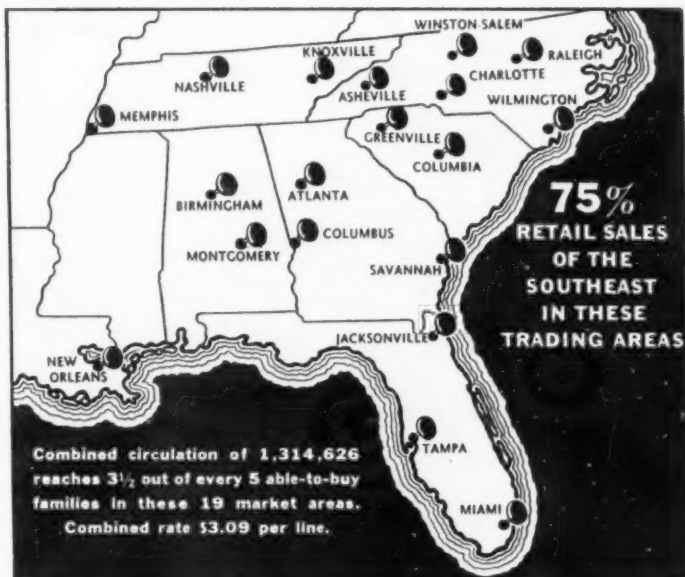 WINSTON-SALEM
KNOXVILLE
RALEIGH
NASHVILLE
ASHEVILLE
CHARLOTTE
MEMPHIS
WILMINGTON
GREENVILLE
COLUMBIA
BIRMINGHAM
ATLANTA
MONTGOMERY
COLUMBUS
SAVANNAH
75%
RETAIL SALES
OF THE
SOUTHEAST
IN THESE
TRADING AREAS
JACKSONVILLE
NEW
ORLEANS
TAMPA
MIAMI
Combined circulation of 1,314,626
reaches 3½ out of every 5 able-to-buy
families in these 19 market areas.
Combined rate $3.09 per line.